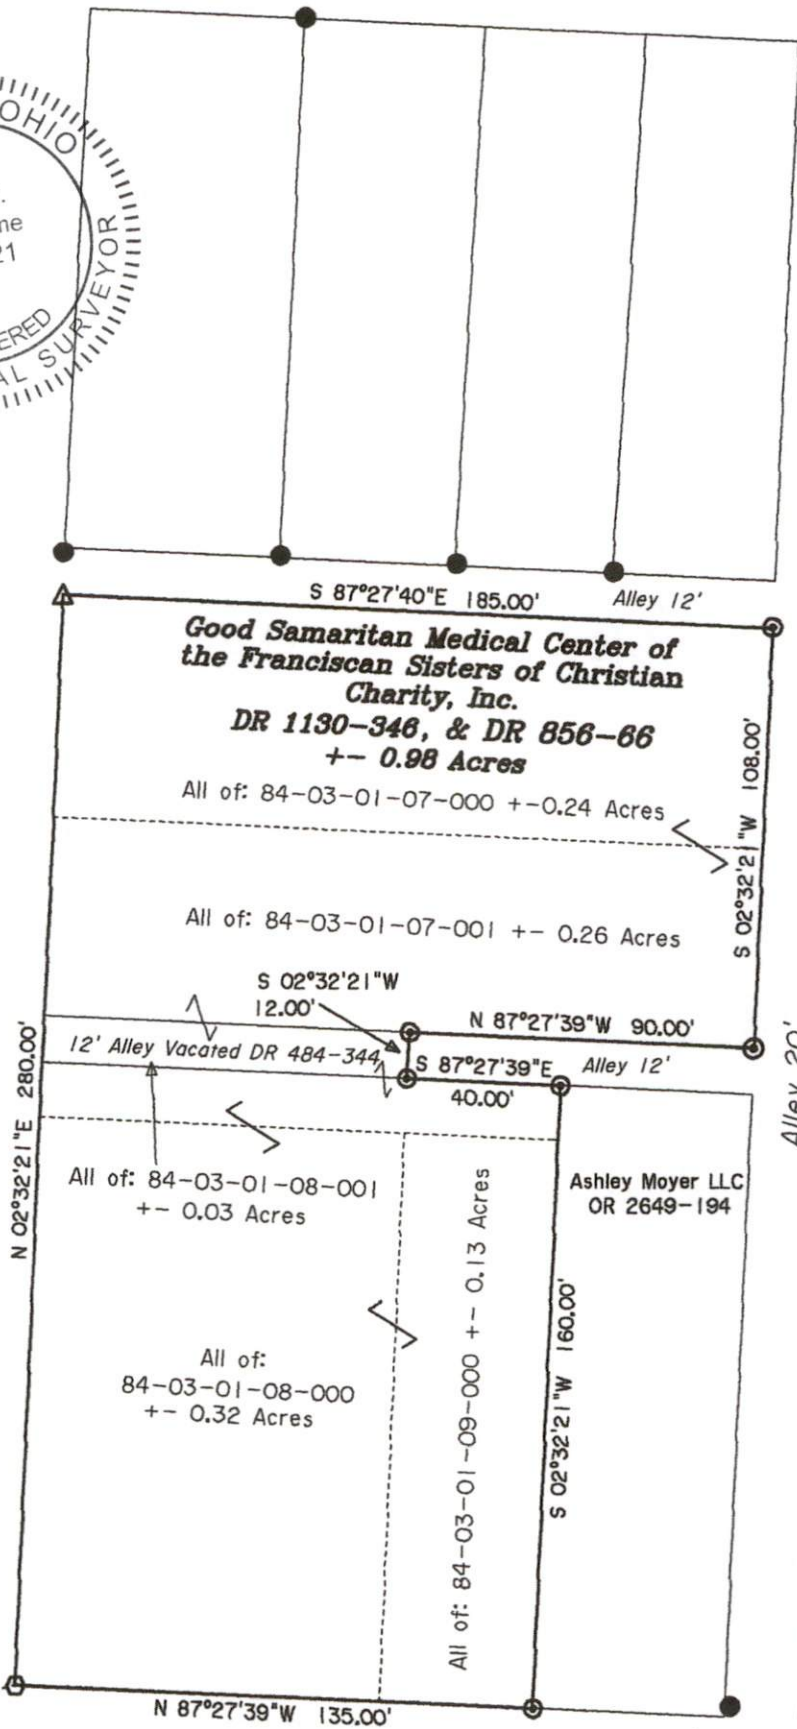 OHIO
SURVEYOR
S 87°27'40"E 185.00'
Alley 12'
Good Samaritan Medical Center of
the Franciscan Sisters of Christian
Charity, Inc.
DR 1130-346, & DR 856-66
+- 0.98 Acres
All of: 84-03-01-07-000 +-0.24 Acres
S 02°32'21"W 108.00'
All of: 84-03-01-07-001 +- 0.26 Acres
S 02°32'21"W
12.00'
N 87°27'39"W 90.00'
12' Alley Vacated DR 484-344
S 87°27'39"E
40.00'
Alley 12'
Alley 20'
N 02°32'21"E 280.00'
All of: 84-03-01-08-001
+- 0.03 Acres
Ashley Moyer LLC
OR 2649-194
All of: 84-03-01-09-000 +- 0.13 Acres
S 02°32'21"W 160.00'
All of:
84-03-01-08-000
+- 0.32 Acres
N 87°27'39"W 135.00'